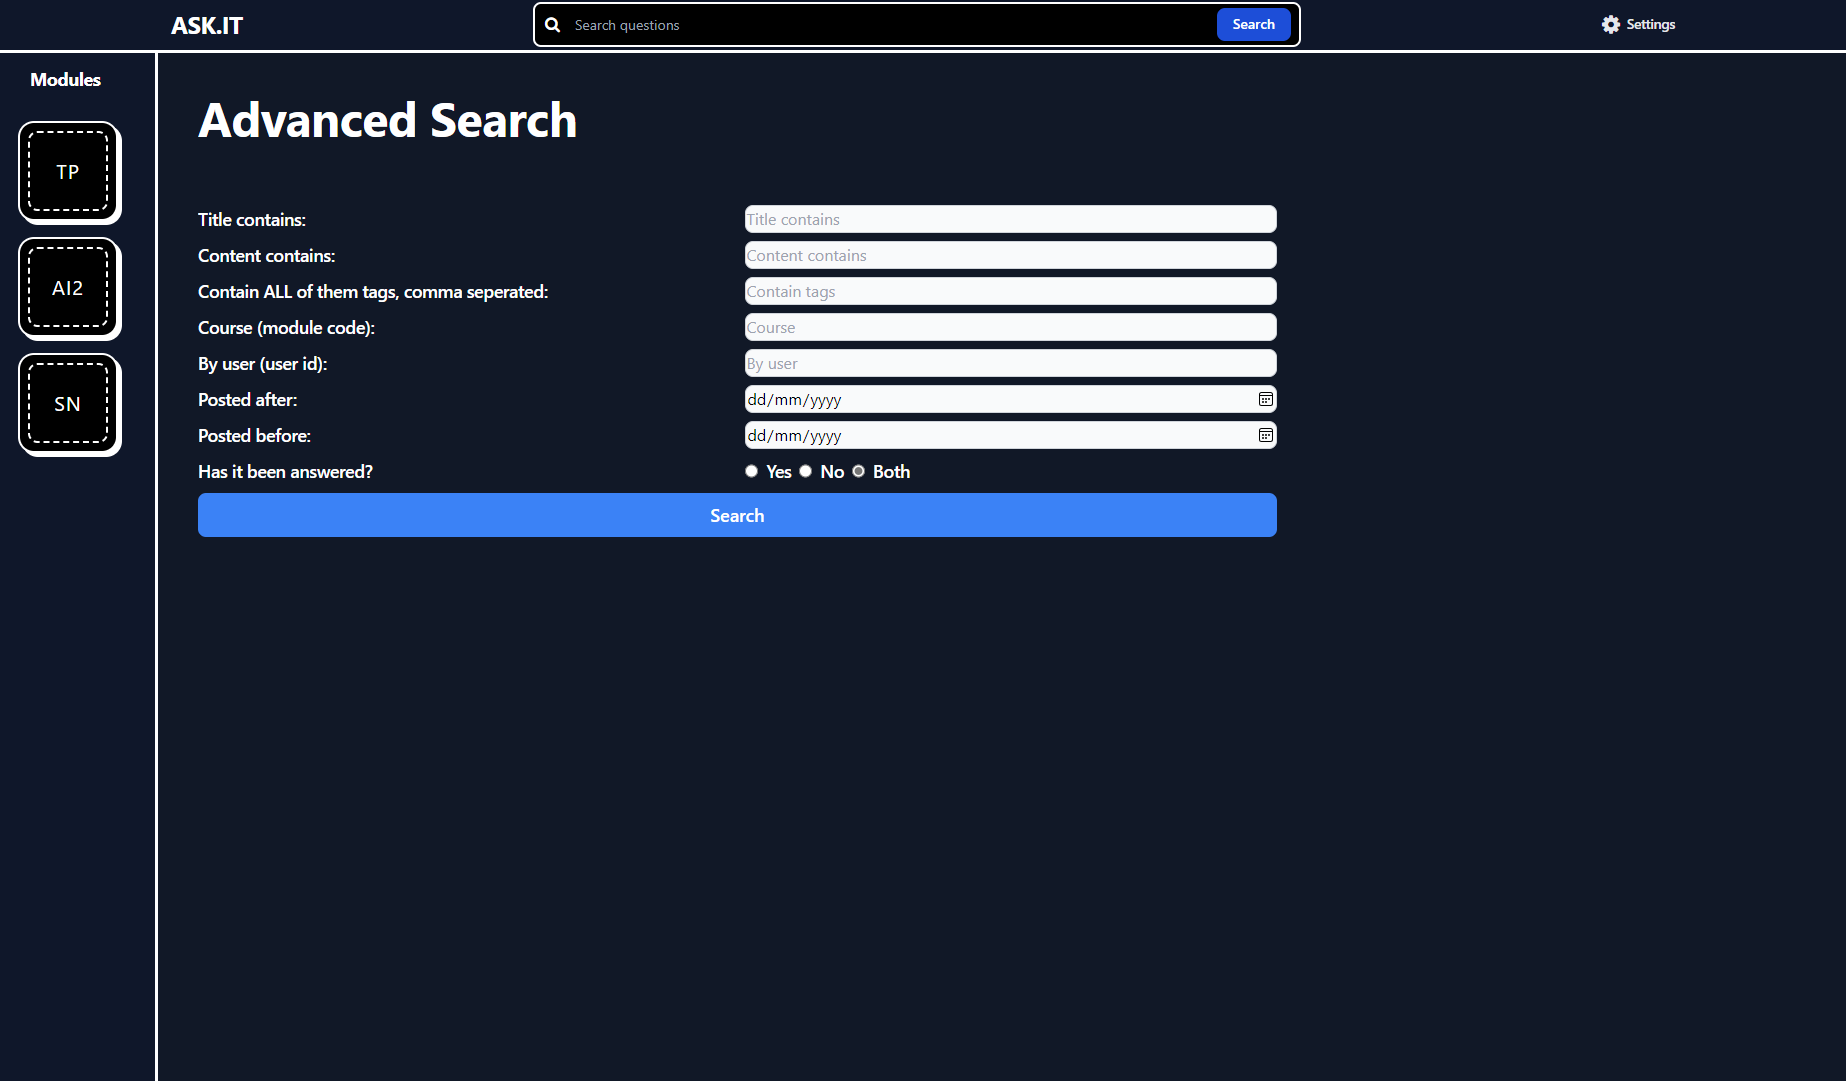 ASK.IT
Search questions
Search
Settings
Modules
TP
AI2
SN
Advanced Search
Title contains:
Title contains
Content contains:
Content contains
Contain ALL of them tags, comma seperated:
Contain tags
Course (module code):
Course
By user (user id):
By user
Posted after:
dd/mm/yyyy
Posted before:
dd/mm/yyyy
Has it been answered?
Yes No Both
Search